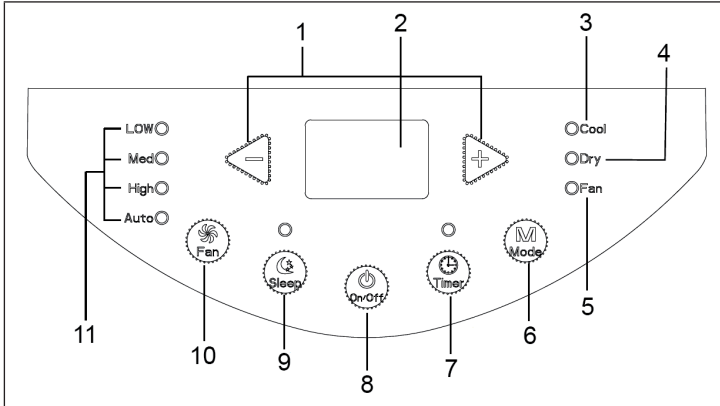 1
2
3
4
LOW
Med
High
Auto
−
+
Cool
Dry
Fan
Fan
Sleep
On/Off
Timer
M
Mode
5
6
7
8
9
10
11